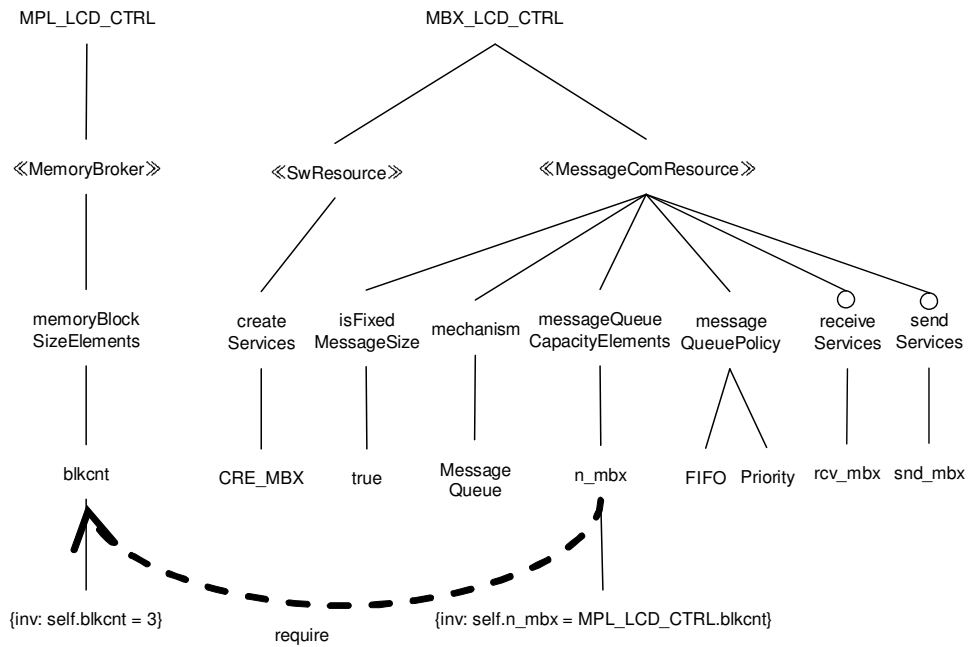 MPL_LCD_CTRL MBX_LCD_CTRL
≪MemoryBroker≫ ≪SwResource≫ ≪MessageComResource≫
memoryBlock
SizeElements
create
Services
isFixed
MessageSize
mechanism
messageQueue
CapacityElements
message
QueuePolicy
receive
Services
send
Services
blkcnt
CRE_MBX
true
Message
Queue
n_mbx
FIFO
Priority
rcv_mbx
snd_mbx
{inv: self.blkcnt = 3}
require
{inv: self.n_mbx = MPL_LCD_CTRL.blkcnt}